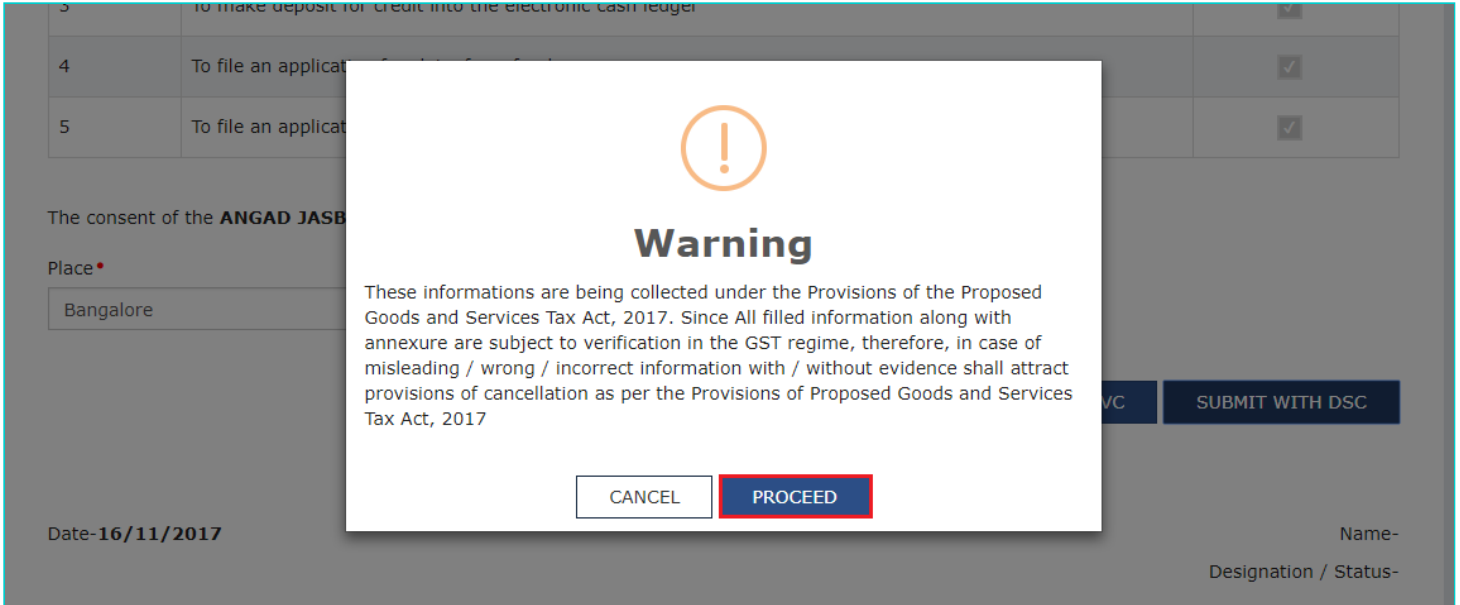 3 To make deposit for credit into the electronic cash ledger
4 To file an applicat
5 To file an applicat
The consent of the ANGAD JASB
Place•
Bangalore
Warning
These informations are being collected under the Provisions of the Proposed
Goods and Services Tax Act, 2017. Since All filled information along with
annexure are subject to verification in the GST regime, therefore, in case of
misleading / wrong / incorrect information with / without evidence shall attract
provisions of cancellation as per the Provisions of Proposed Goods and Services
Tax Act, 2017
VC SUBMIT WITH DSC
CANCEL PROCEED
Date-16/11/2017 Name-
Designation / Status-